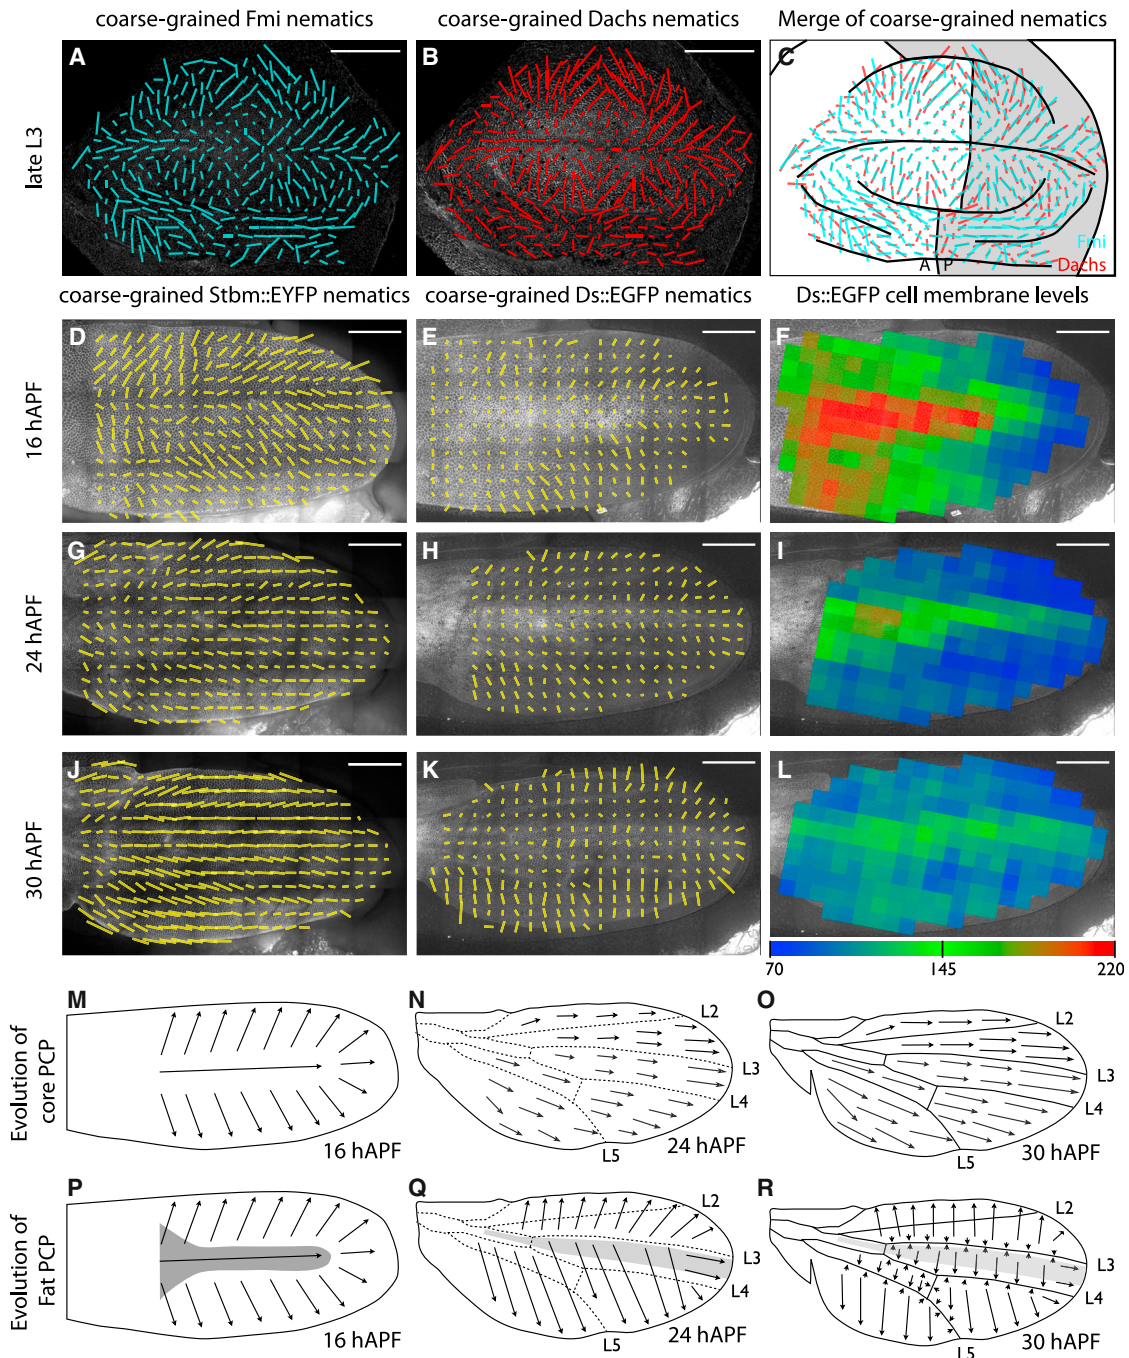 coarse-grained Fmi nematics
coarse-grained Dachs nematics
Merge of coarse-grained nematics
late L3
A
B
C
A P
Fmi
Dachs
coarse-grained Stbm::EYFP nematics
coarse-grained Ds::EGFP nematics
Ds::EGFP cell membrane levels
16 hAPF
D
E
F
24 hAPF
G
H
I
30 hAPF
J
K
L
70
145
220
Evolution of
core PCP
M
16 hAPF
N
L2
L3
L4
L5
24 hAPF
O
L2
L3
L4
L5
30 hAPF
Evolution of
Fat PCP
P
16 hAPF
Q
L2
L3
L4
L5
24 hAPF
R
L2
L3
L4
L5
30 hAPF